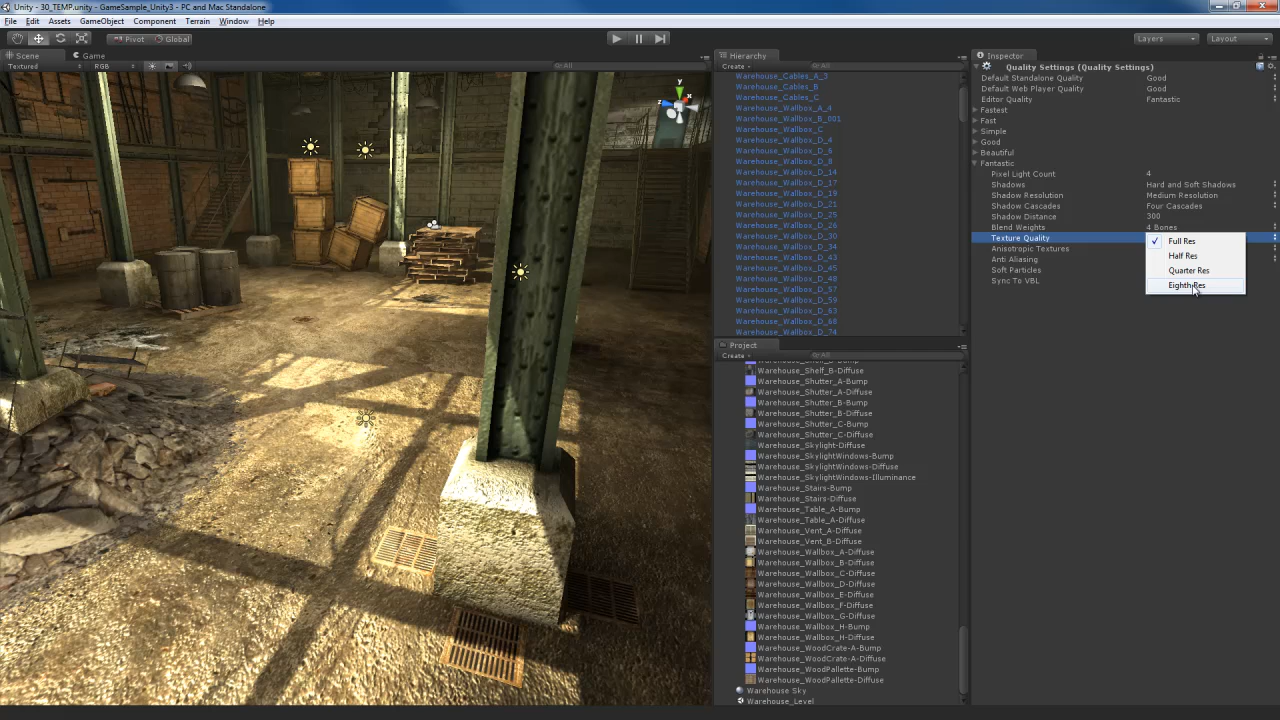 Unity - 30_TEMP.unity - GameSample_Unity3 - PC and Mac Standalone
File Edit Assets GameObject Component Terrain Window Help
Pivot Global Layers Layout
Scene Game
Textured RGB All
Hierarchy
Create All
Warehouse_Cables_A_3
Warehouse_Cables_B
Warehouse_Cables_C
Warehouse_Wallbox_A_4
Warehouse_Wallbox_B_001
Warehouse_Wallbox_C
Warehouse_Wallbox_D_4
Warehouse_Wallbox_D_6
Warehouse_Wallbox_D_8
Warehouse_Wallbox_D_14
Warehouse_Wallbox_D_17
Warehouse_Wallbox_D_19
Warehouse_Wallbox_D_21
Warehouse_Wallbox_D_25
Warehouse_Wallbox_D_26
Warehouse_Wallbox_D_30
Warehouse_Wallbox_D_34
Warehouse_Wallbox_D_43
Warehouse_Wallbox_D_45
Warehouse_Wallbox_D_48
Warehouse_Wallbox_D_57
Warehouse_Wallbox_D_59
Warehouse_Wallbox_D_63
Warehouse_Wallbox_D_68
Warehouse_Wallbox_D_74
Project
Create All
Warehouse_Shelf_B-Bump
Warehouse_Shelf_B-Diffuse
Warehouse_Shutter_A-Bump
Warehouse_Shutter_A-Diffuse
Warehouse_Shutter_B-Bump
Warehouse_Shutter_B-Diffuse
Warehouse_Shutter_C-Bump
Warehouse_Shutter_C-Diffuse
Warehouse_Skylight-Diffuse
Warehouse_SkylightWindows-Bump
Warehouse_SkylightWindows-Diffuse
Warehouse_SkylightWindows-Illuminance
Warehouse_Stairs-Bump
Warehouse_Stairs-Diffuse
Warehouse_Table_A-Bump
Warehouse_Table_A-Diffuse
Warehouse_Vent_A-Diffuse
Warehouse_Vent_B-Diffuse
Warehouse_Wallbox_A-Diffuse
Warehouse_Wallbox_B-Diffuse
Warehouse_Wallbox_C-Diffuse
Warehouse_Wallbox_D-Diffuse
Warehouse_Wallbox_E-Diffuse
Warehouse_Wallbox_F-Diffuse
Warehouse_Wallbox_G-Diffuse
Warehouse_Wallbox_H-Bump
Warehouse_Wallbox_H-Diffuse
Warehouse_WoodCrate-A-Bump
Warehouse_WoodCrate-A-Diffuse
Warehouse_WoodPallette-Bump
Warehouse_WoodPallette-Diffuse
Warehouse Sky
Warehouse_Level
Inspector
Quality Settings (Quality Settings)
Default Standalone Quality Good
Default Web Player Quality Good
Editor Quality Fantastic
Fastest
Fast
Simple
Good
Beautiful
Fantastic
Pixel Light Count 4
Shadows Hard and Soft Shadows
Shadow Resolution Medium Resolution
Shadow Cascades Four Cascades
Shadow Distance 300
Blend Weights 4 Bones
Texture Quality
Anisotropic Textures
Anti Aliasing
Soft Particles
Sync To VBL
Full Res
Half Res
Quarter Res
Eighth Res
y
x
z